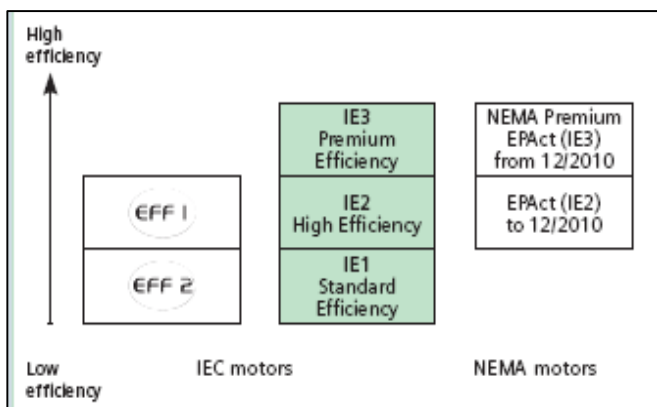 High
efficiency
IE3
Premium
Efficiency
NEMA Premium
EPAct (IE3)
from 12/2010
EFF 1
IE2
High Efficiency
EPAct (IE2)
to 12/2010
EFF 2
IE1
Standard
Efficiency
Low
efficiency
IEC motors
NEMA motors